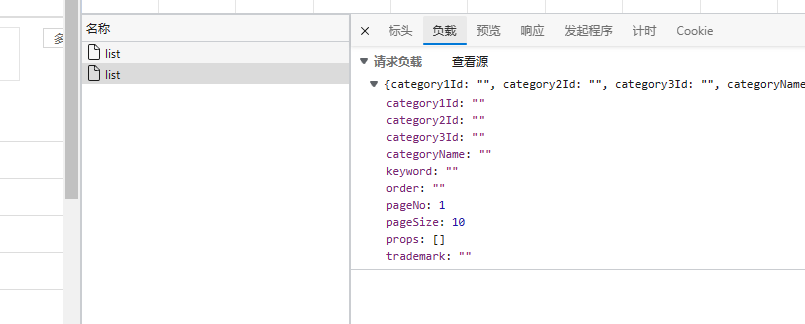 多
名称
list
list
标头 负载 预览 响应 发起程序 计时 Cookie
请求负载 查看源
{category1Id: "", category2Id: "", category3Id: "", categoryName
category1Id: ""
category2Id: ""
category3Id: ""
categoryName: ""
keyword: ""
order: ""
pageNo: 1
pageSize: 10
props: []
trademark: ""